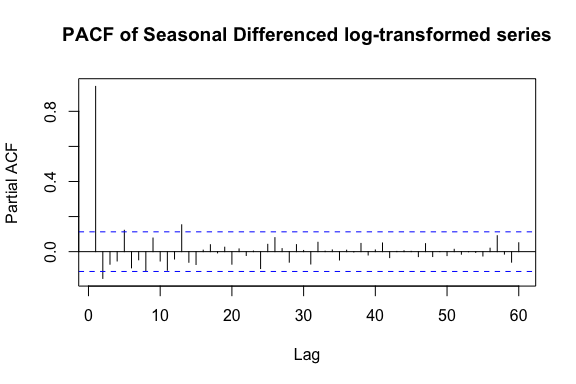 PACF of Seasonal Differenced log-transformed series
Partial ACF
0.8
0.4
0.0
0 10 20 30 40 50 60
Lag